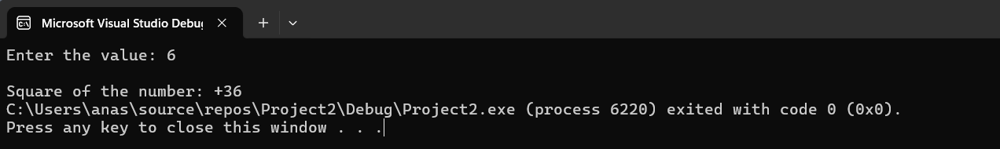 Microsoft Visual Studio Debu
Enter the value: 6
Square of the number: +36
C:\Users\anas\source\repos\Project2\Debug\Project2.exe (process 6220) exited with code 0 (0x0).
Press any key to close this window . . .